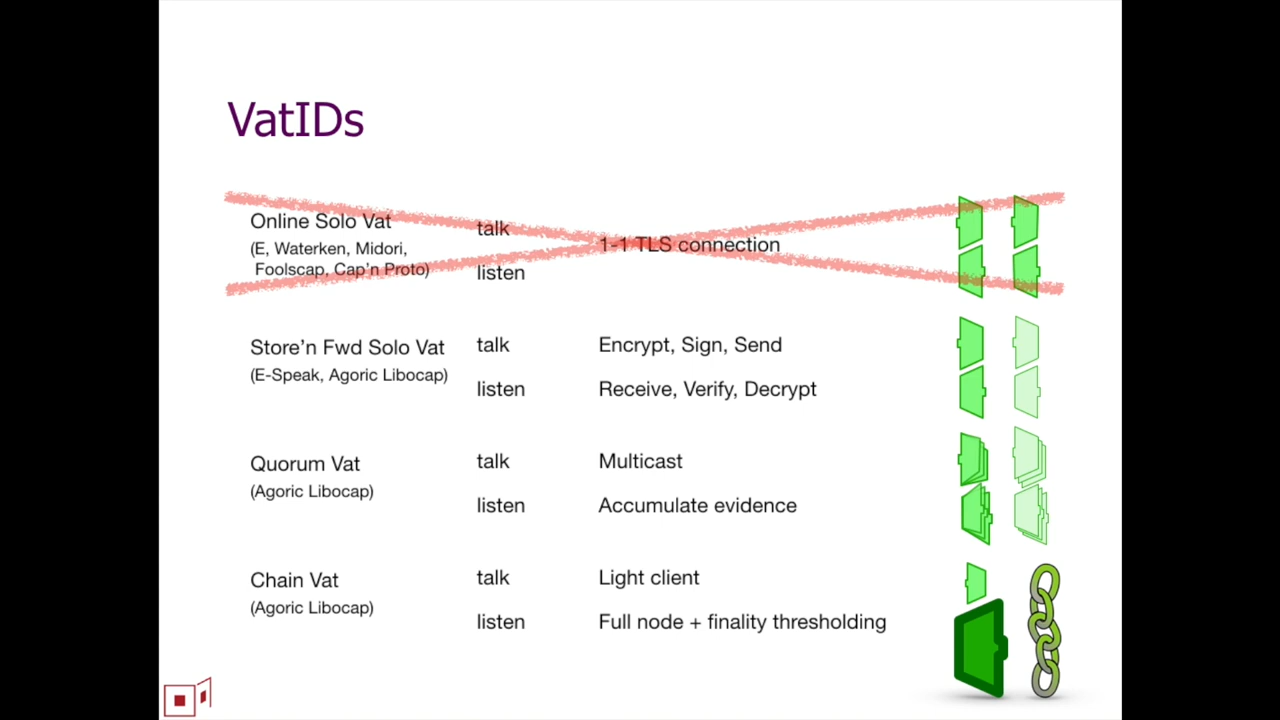 VatIDs
Online Solo Vat
(E, Waterken, Midori,
Foolscap, Cap'n Proto)
talk
listen
1-1 TLS connection
Store'n Fwd Solo Vat
(E-Speak, Agoric Libocap)
talk
Encrypt, Sign, Send
listen
Receive, Verify, Decrypt
Quorum Vat
(Agoric Libocap)
talk
Multicast
listen
Accumulate evidence
Chain Vat
(Agoric Libocap)
talk
Light client
listen
Full node + finality thresholding